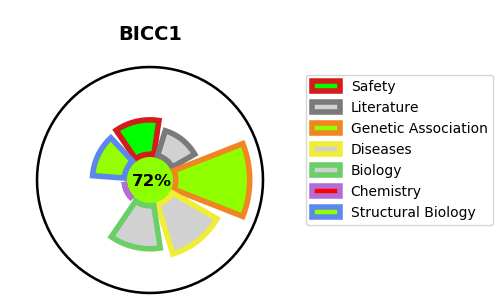 BICC1
72%
Safety
Literature
Genetic Association
Diseases
Biology
Chemistry
Structural Biology